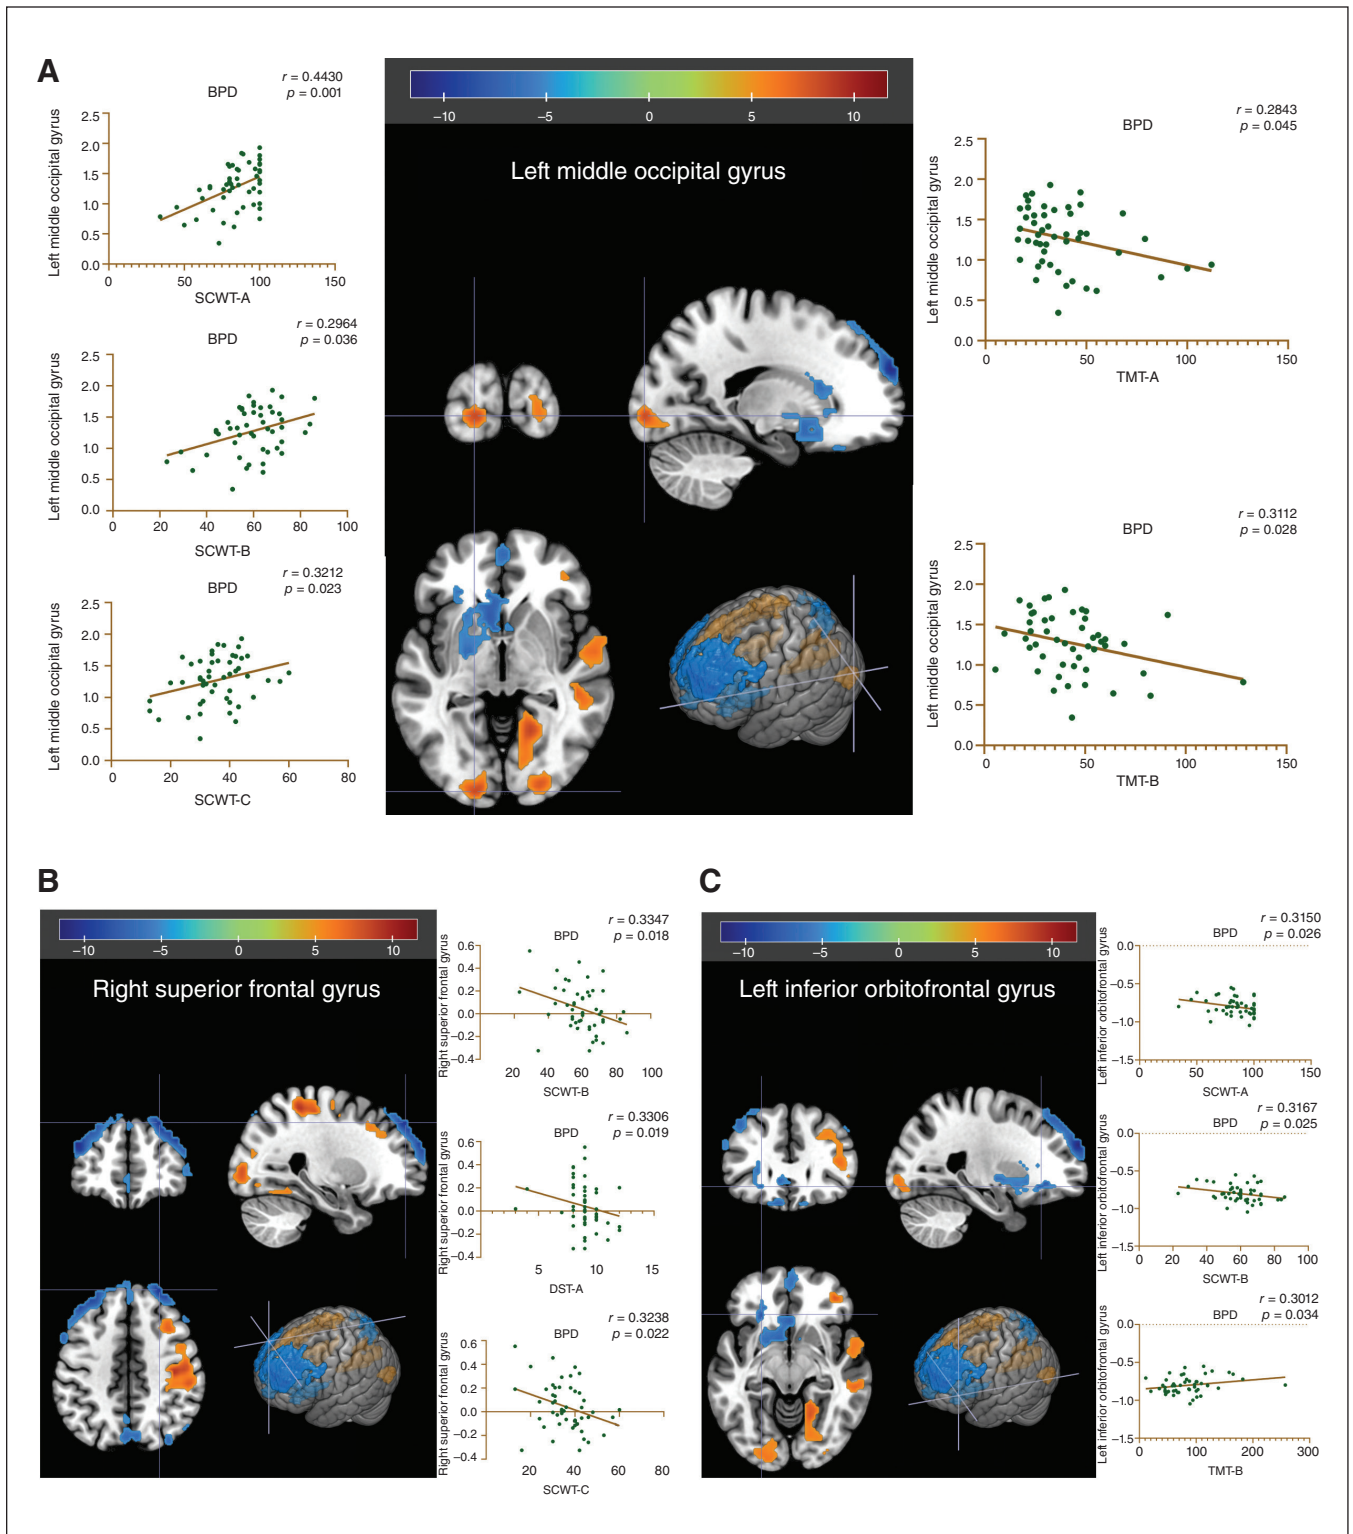 A
BPD
r = 0.4430
p = 0.001
Left middle occipital gyrus
2.5
2.0
1.5
1.0
0.5
0.0
0
50
100
150
SCWT-A
BPD
r = 0.2964
p = 0.036
Left middle occipital gyrus
2.5
2.0
1.5
1.0
0.5
0.0
0
20
40
60
80
100
SCWT-B
BPD
r = 0.3212
p = 0.023
Left middle occipital gyrus
2.5
2.0
1.5
1.0
0.5
0.0
0
20
40
60
80
SCWT-C
−10
−5
0
5
10
Left middle occipital gyrus
BPD
r = 0.2843
p = 0.045
Left middle occipital gyrus
2.5
2.0
1.5
1.0
0.5
0.0
0
50
100
150
TMT-A
BPD
r = 0.3112
p = 0.028
Left middle occipital gyrus
2.5
2.0
1.5
1.0
0.5
0.0
0
50
100
150
TMT-B
B
−10
−5
0
5
10
Right superior frontal gyrus
BPD
r = 0.3347
p = 0.018
Right superior frontal gyrus
0.6
0.4
0.2
−0.0
−0.2
−0.4
20
40
60
80
100
SCWT-B
BPD
r = 0.3306
p = 0.019
Right superior frontal gyrus
0.6
0.4
0.2
−0.0
−0.2
−0.4
5
10
15
DST-A
BPD
r = 0.3238
p = 0.022
Right superior frontal gyrus
0.6
0.4
0.2
−0.0
−0.2
−0.4
20
40
60
80
SCWT-C
C
−10
−5
0
5
10
Left inferior orbitofrontal gyrus
BPD
r = 0.3150
p = 0.026
Left inferior orbitofrontal gyrus
0.0
−0.5
−1.0
−1.5
0
50
100
150
SCWT-A
BPD
r = 0.3167
p = 0.025
Left inferior orbitofrontal gyrus
0.0
−0.5
−1.0
−1.5
0
20
40
60
80
100
SCWT-B
BPD
r = 0.3012
p = 0.034
Left inferior orbitofrontal gyrus
0.0
−0.5
−1.0
−1.5
0
100
200
300
TMT-B